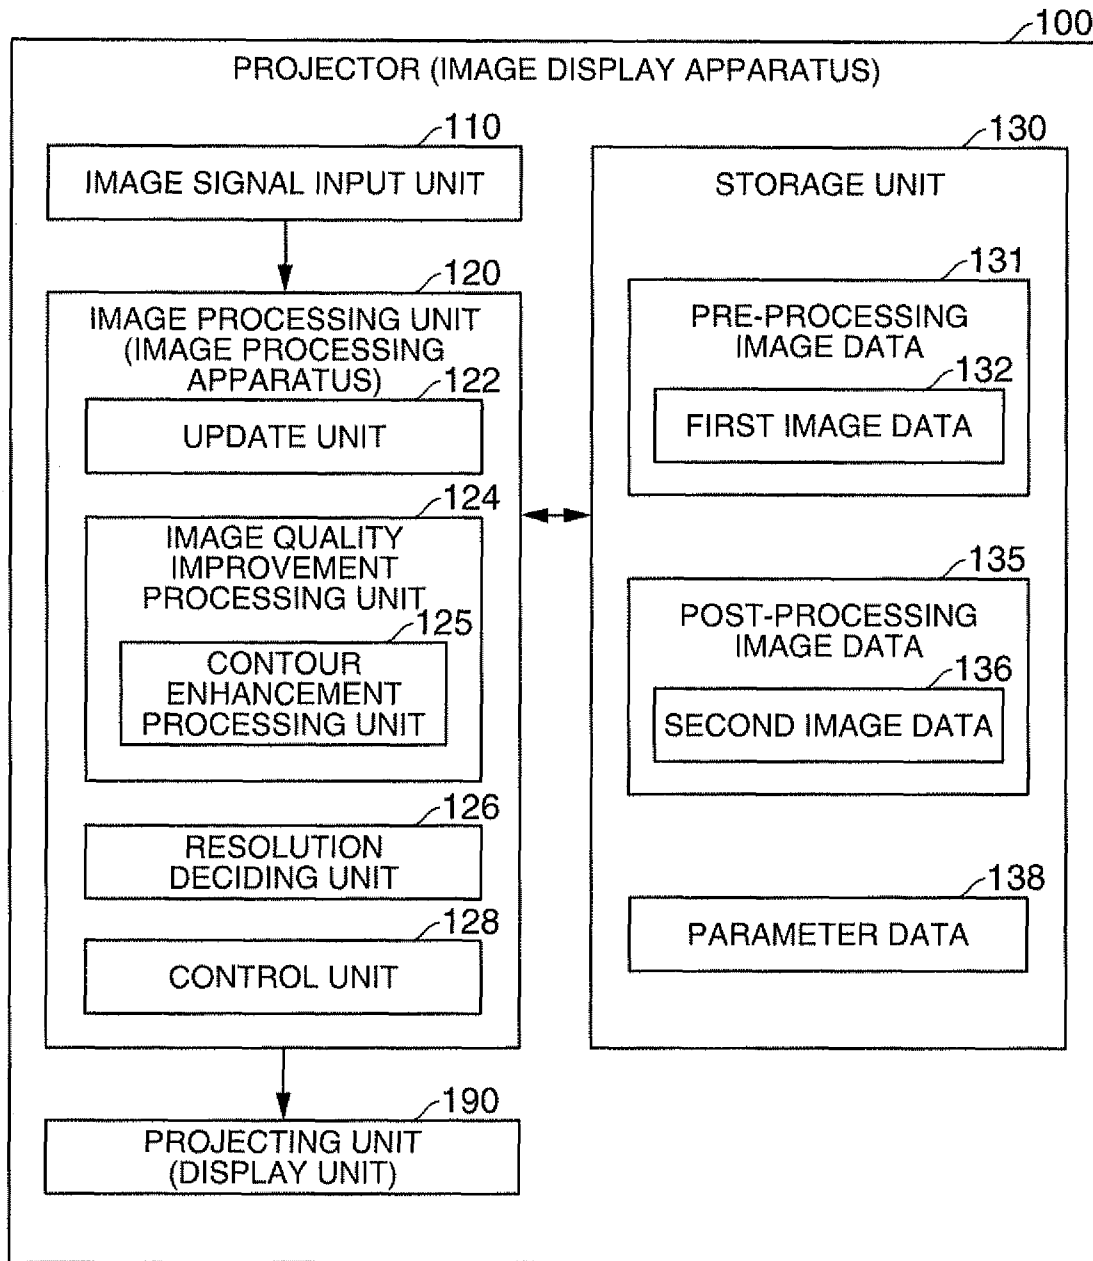 100
PROJECTOR (IMAGE DISPLAY APPARATUS)
110
IMAGE SIGNAL INPUT UNIT
120
IMAGE PROCESSING UNIT
(IMAGE PROCESSING
APPARATUS)
122
UPDATE UNIT
124
IMAGE QUALITY
IMPROVEMENT
PROCESSING UNIT
125
CONTOUR
ENHANCEMENT
PROCESSING UNIT
126
RESOLUTION
DECIDING UNIT
128
CONTROL UNIT
130
STORAGE UNIT
131
PRE-PROCESSING
IMAGE DATA
132
FIRST IMAGE DATA
135
POST-PROCESSING
IMAGE DATA
136
SECOND IMAGE DATA
138
PARAMETER DATA
190
PROJECTING UNIT
(DISPLAY UNIT)